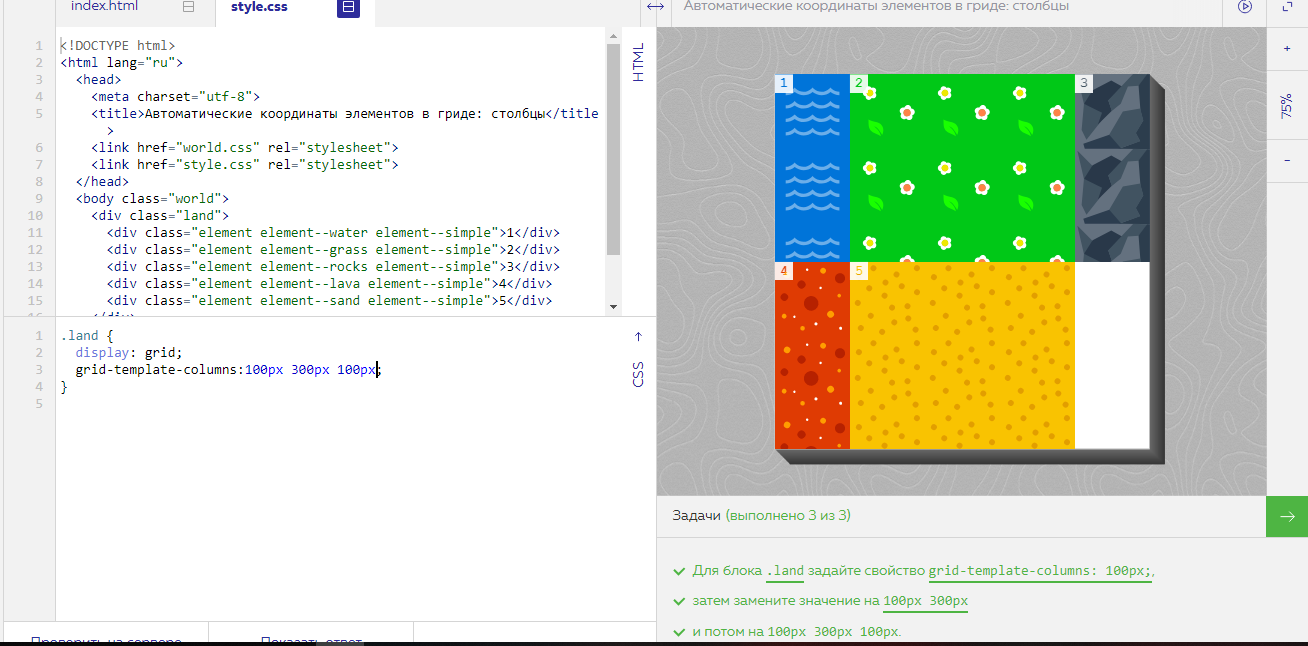 index.html
style.css
Автоматические координаты элементов в гриде: столбцы
1 <!DOCTYPE html>
2 <html lang="ru">
3 <head>
4 <meta charset="utf-8">
5 <title>Автоматические координаты элементов в гриде: столбцы</title
>
6 <link href="world.css" rel="stylesheet">
7 <link href="style.css" rel="stylesheet">
8 </head>
9 <body class="world">
10 <div class="land">
11 <div class="element element--water element--simple">1</div>
12 <div class="element element--grass element--simple">2</div>
13 <div class="element element--rocks element--simple">3</div>
14 <div class="element element--lava element--simple">4</div>
15 <div class="element element--sand element--simple">5</div>
16 </div>
HTML
1 .land {
2 display: grid;
3 grid-template-columns:100px 300px 100px;
4 }
5
CSS
Проверить на сервере
Показать ответ
1 2 3
4 5
+
75%
−
Задачи (выполнено 3 из 3)
Для блока .land задайте свойство grid-template-columns: 100px;,
затем замените значение на 100px 300px
и потом на 100px 300px 100px.